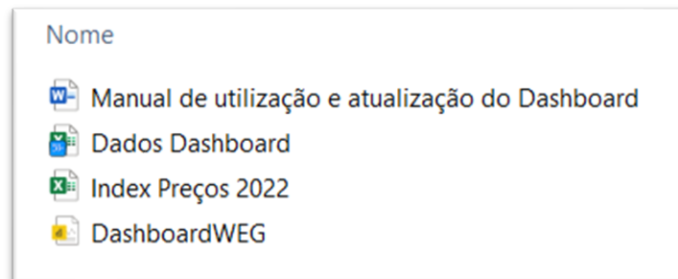 Nome
Manual de utilização e atualização do Dashboard
Dados Dashboard
Index Preços 2022
DashboardWEG